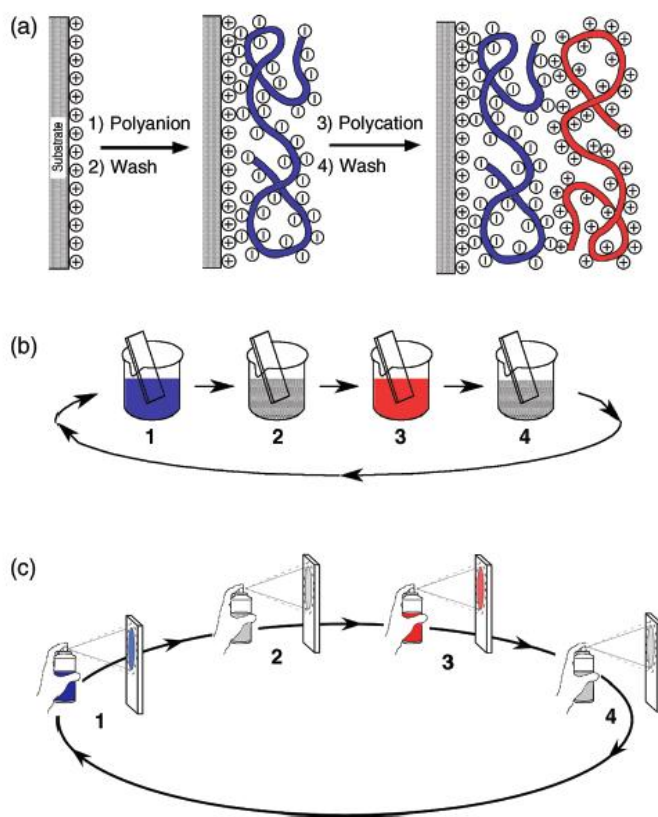 (a)
Substrate
1) Polyanion
2) Wash
3) Polycation
4) Wash
(b)
1
2
3
4
(c)
1
2
3
4